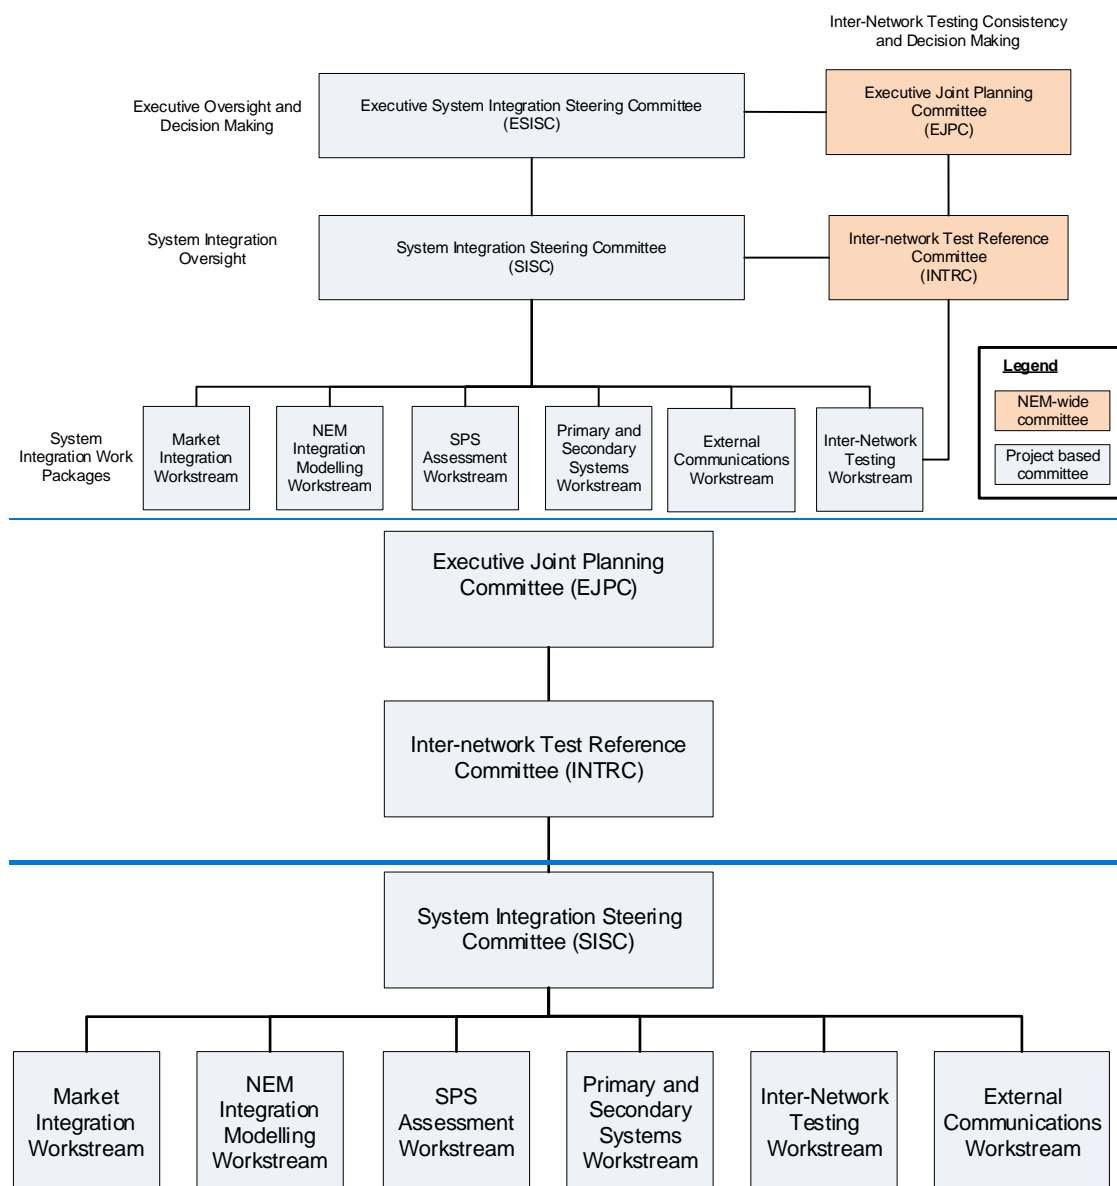 Inter-Network Testing Consistency
and Decision Making
Executive Oversight and
Decision Making
Executive System Integration Steering Committee
(ESISC)
Executive Joint Planning
Committee
(EJPC)
System Integration
Oversight
System Integration Steering Committee
(SISC)
Inter-network Test Reference
Committee
(INTRC)
Legend
NEM-wide
committee
Project based
committee
System
Integration Work
Packages
Market
Integration
Workstream
NEM
Integration
Modelling
Workstream
SPS
Assessment
Workstream
Primary and
Secondary
Systems
Workstream
External
Communications
Workstream
Inter-Network
Testing
Workstream
Executive Joint Planning
Committee (EJPC)
Inter-network Test Reference
Committee (INTRC)
System Integration Steering
Committee (SISC)
Market
Integration
Workstream
NEM
Integration
Modelling
Workstream
SPS
Assessment
Workstream
Primary and
Secondary
Systems
Workstream
Inter-Network
Testing
Workstream
External
Communications
Workstream